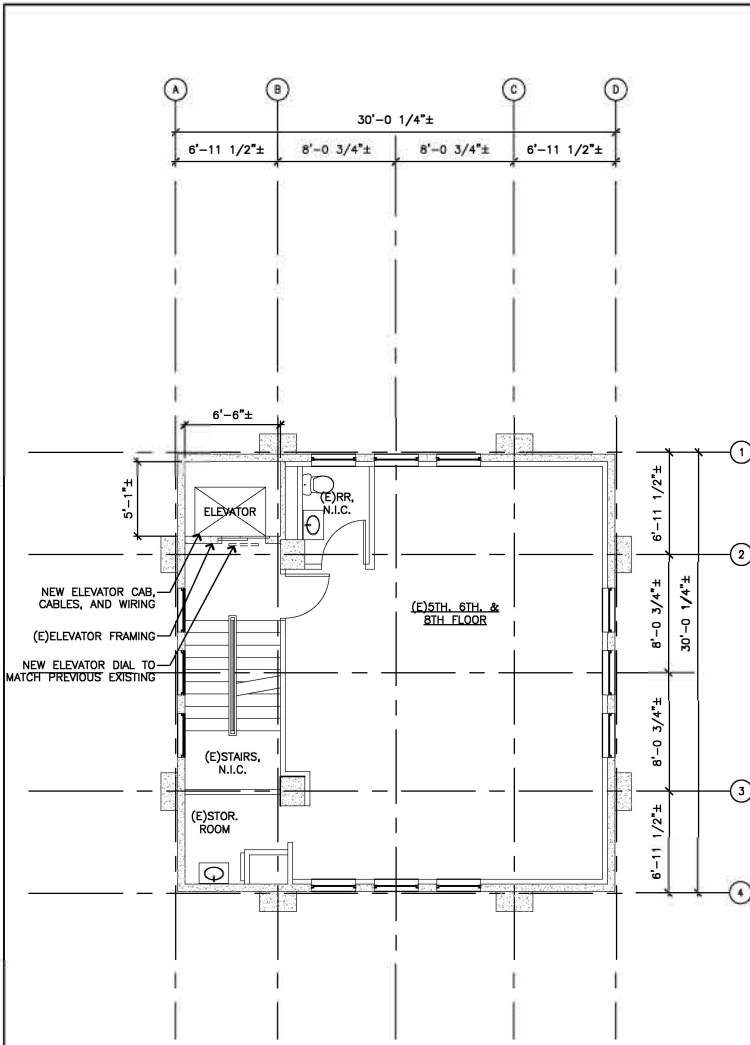 A
B
C
D
30'-0 1/4"±
6'-11 1/2"±
8'-0 3/4"±
8'-0 3/4"±
6'-11 1/2"±
6'-6"±
5'-1"±
ELEVATOR
(E)RR,
N.I.C.
NEW ELEVATOR CAB,
CABLES, AND WIRING
(E)ELEVATOR FRAMING
NEW ELEVATOR DIAL TO
MATCH PREVIOUS EXISTING
(E)5TH, 6TH, &
8TH FLOOR
(E)STAIRS,
N.I.C.
(E)STOR.
ROOM
6'-11 1/2"±
8'-0 3/4"±
30'-0 1/4"±
8'-0 3/4"±
6'-11 1/2"±
1
2
3
4